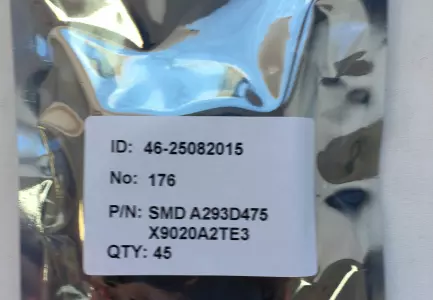 ID: 46-25082015
No: 176
P/N: SMD A293D475
X9020A2TE3
QTY: 45